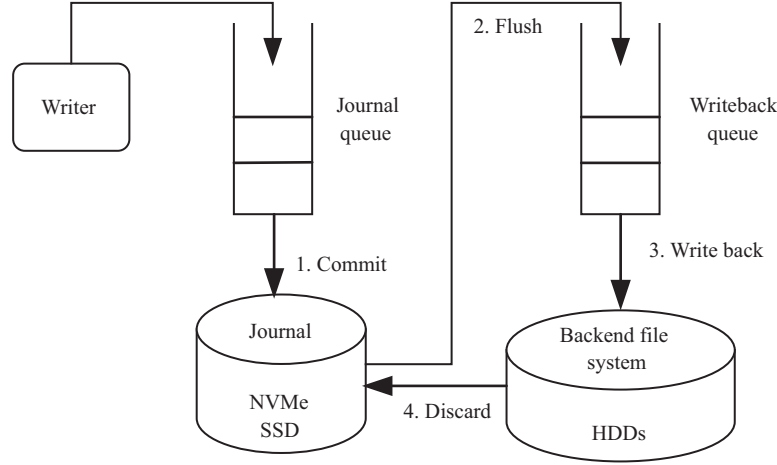 2. Flush
Writer
Journal
queue
Writeback
queue
1. Commit
3. Write back
Journal
NVMe
SSD
4. Discard
Backend file
system
HDDs